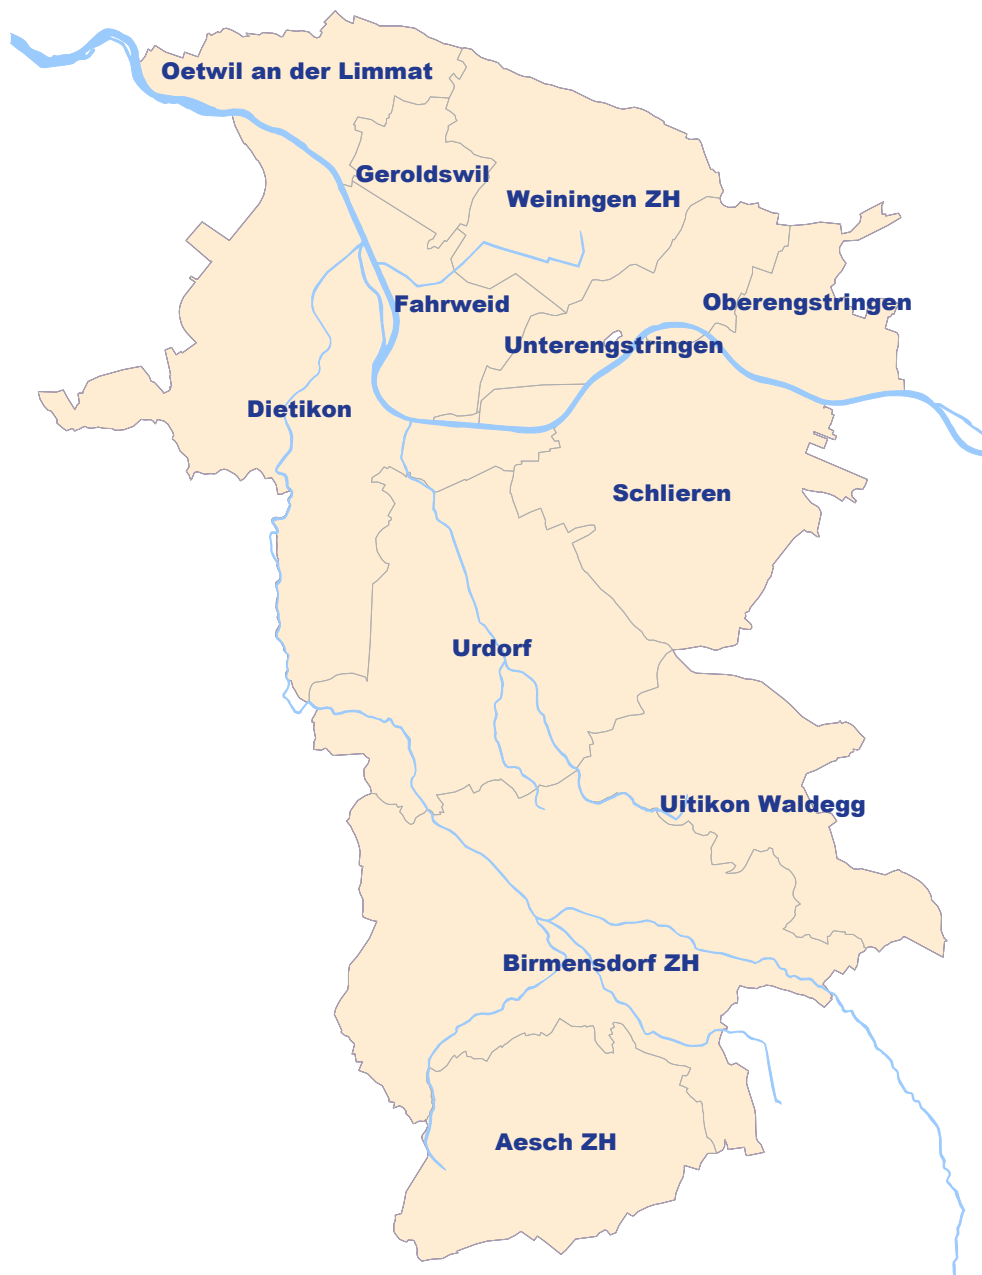 Oetwil an der Limmat
Geroldswil
Weiningen ZH
Fahrweid
Oberengstringen
Unterengstringen
Dietikon
Schlieren
Urdorf
Uitikon Waldegg
Birmensdorf ZH
Aesch ZH